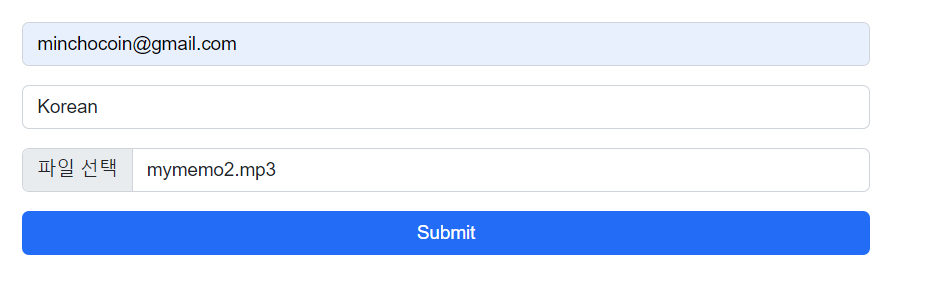 minchocoin@gmail.com
Korean
파일 선택 mymemo2.mp3
Submit